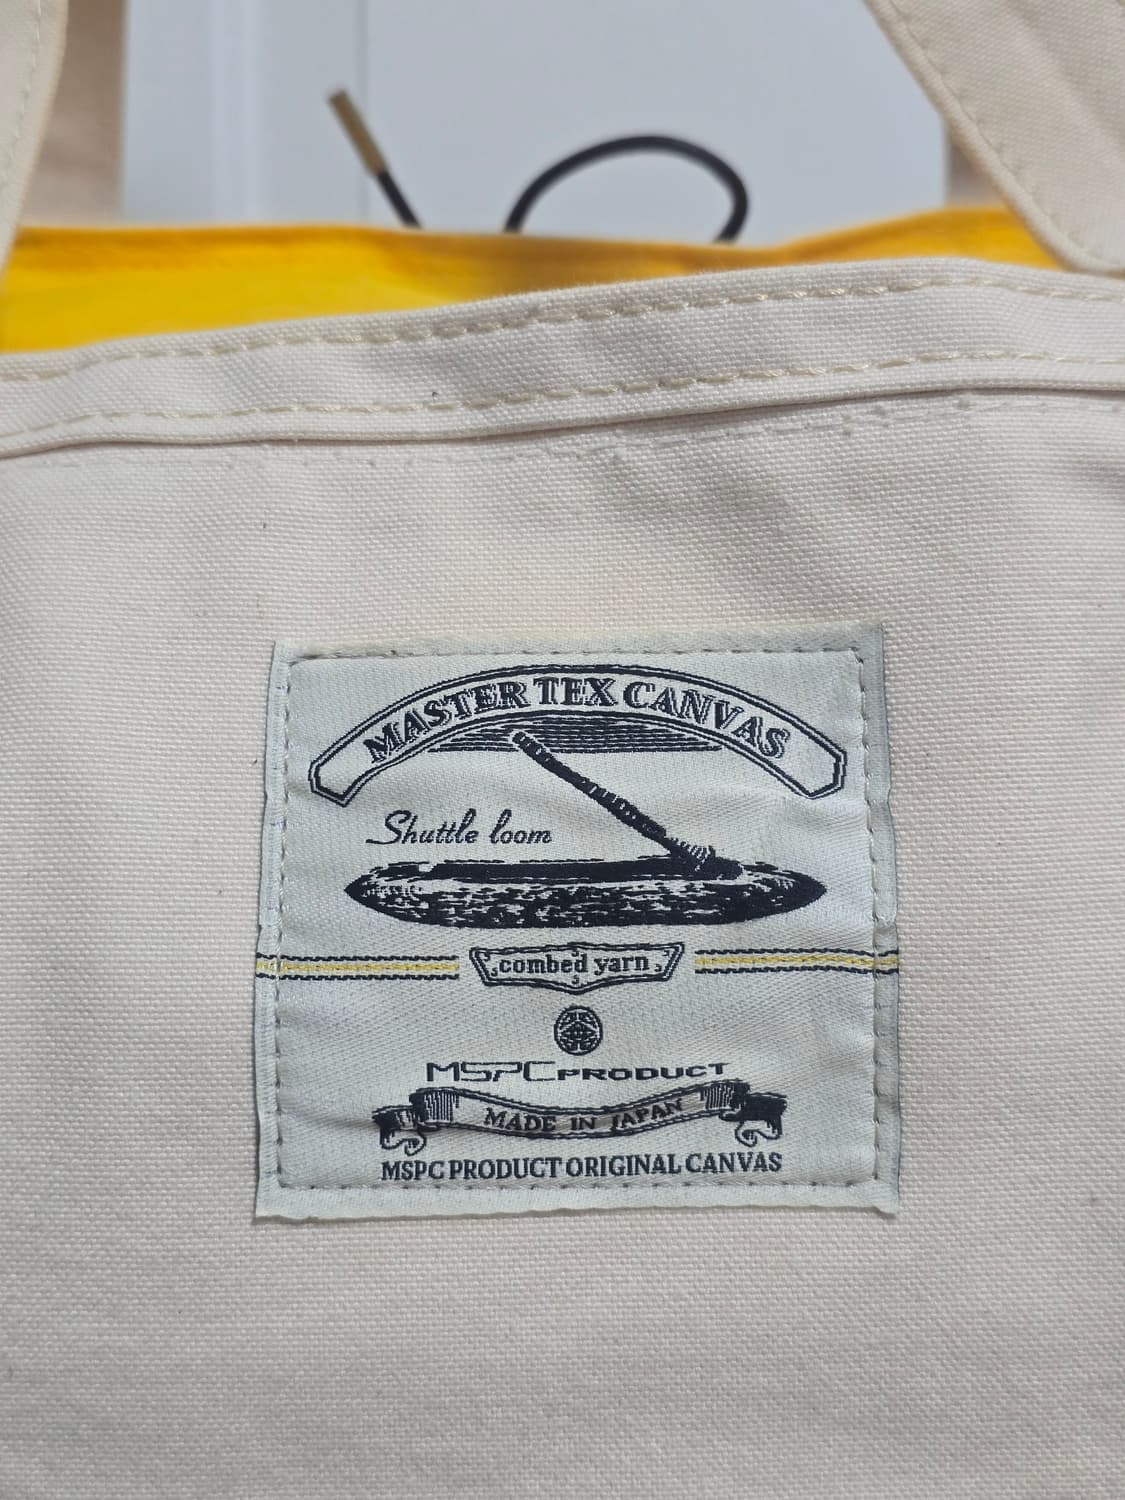 MASTER TEX CANVAS
Shuttle loom
combed yarn
MSPC PRODUCT
MADE IN JAPAN
MSPC PRODUCT ORIGINAL CANVAS